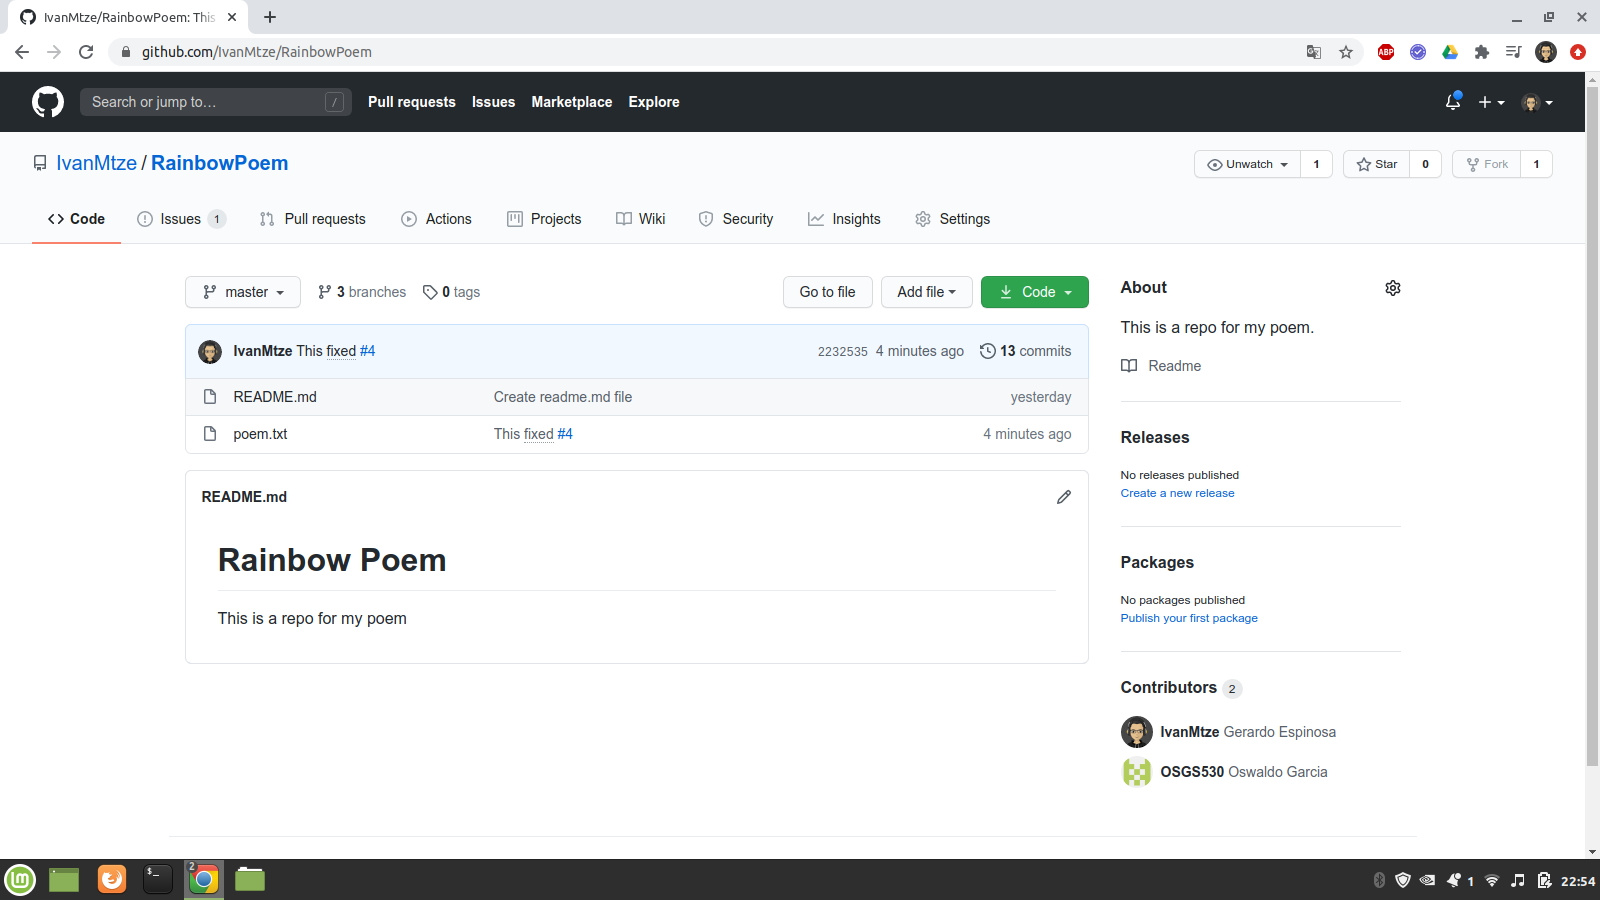 IvanMtze/RainbowPoem: This
github.com/IvanMtze/RainbowPoem
ABP
Search or jump to… /
Pull requests Issues Marketplace Explore
IvanMtze / RainbowPoem
Unwatch 1 Star 0 Fork 1
Code Issues 1 Pull requests Actions Projects Wiki Security Insights Settings
master 3 branches 0 tags Go to file Add file Code
IvanMtze This fixed #4 2232535 4 minutes ago 13 commits
README.md Create readme.md file yesterday
poem.txt This fixed #4 4 minutes ago
README.md
Rainbow Poem
This is a repo for my poem
About
This is a repo for my poem.
Readme
Releases
No releases published
Create a new release
Packages
No packages published
Publish your first package
Contributors 2
IvanMtze Gerardo Espinosa
OSGS530 Oswaldo Garcia
$_ 2 1 22:54